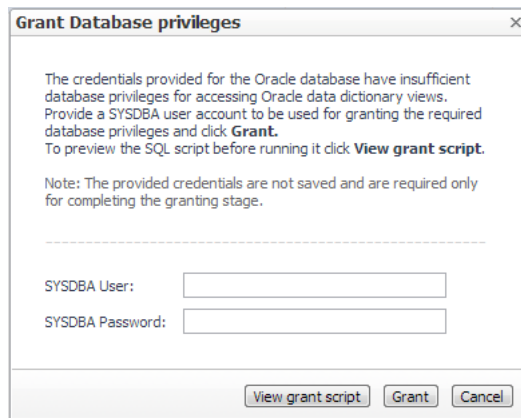 Grant Database privileges
The credentials provided for the Oracle database have insufficient
database privileges for accessing Oracle data dictionary views.
Provide a SYSDBA user account to be used for granting the required
database privileges and click Grant.
To preview the SQL script before running it click View grant script.
Note: The provided credentials are not saved and are required only
for completing the granting stage.
SYSDBA User:
SYSDBA Password:
View grant script Grant Cancel